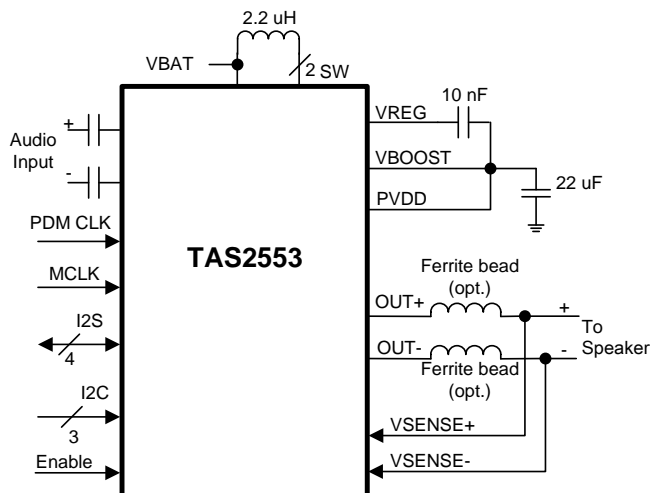 2.2 uH
VBAT
2 SW
10 nF
VREG
+
Audio
Input
-
VBOOST
22 uF
PVDD
PDM CLK
TAS2553
MCLK
Ferrite bead
(opt.)
OUT+
+
To
Speaker
I2S
4
OUT-
-
Ferrite bead
(opt.)
I2C
3
VSENSE+
Enable
VSENSE-